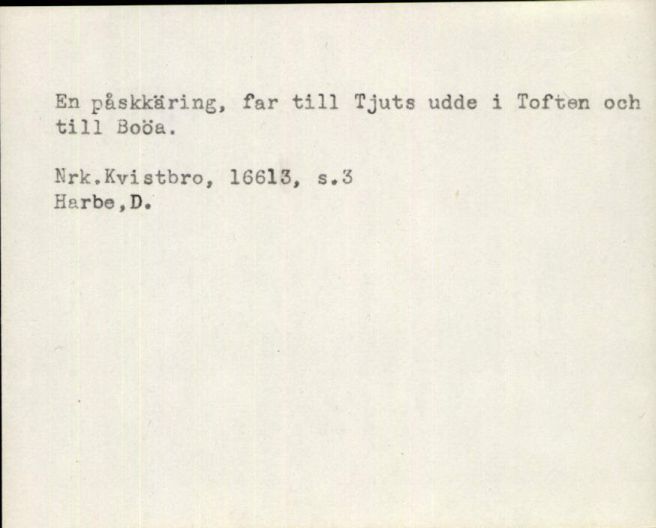 En påskkäring, far till Tjuts udde i Toften och
till Boöa.
Nrk.Kvistbro, 16613, s.3
Harbe,D.